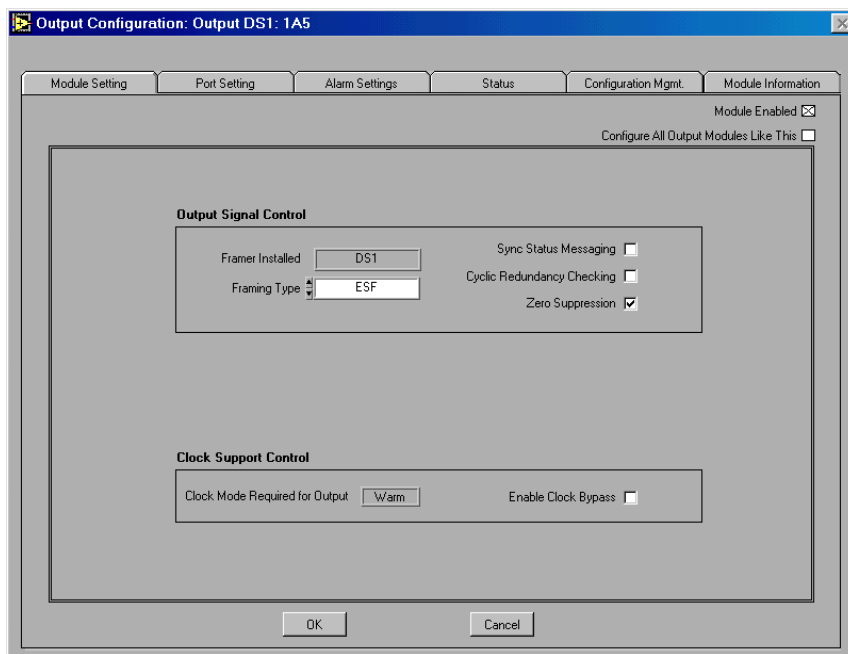 Output Configuration: Output DS1: 1A5
Module Setting
Port Setting
Alarm Settings
Status
Configuration Mgmt.
Module Information
Module Enabled
Configure All Output Modules Like This
Output Signal Control
Framer Installed DS1
Sync Status Messaging
Framing Type ESF
Cyclic Redundancy Checking
Zero Suppression
Clock Support Control
Clock Mode Required for Output Warm
Enable Clock Bypass
OK
Cancel